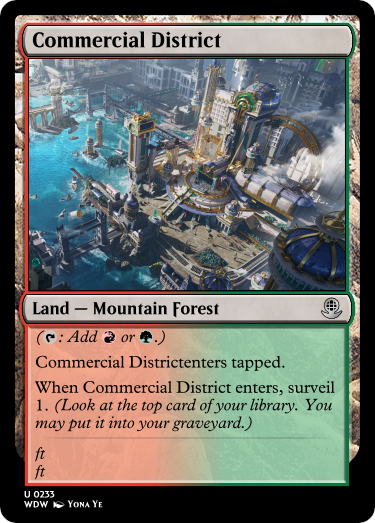 Commercial District
Land — Mountain Forest
(: Add or .)
Commercial Districtenters tapped.
When Commercial District enters, surveil
1. (Look at the top card of your library. You
may put it into your graveyard.)
ft
ft
U 0233
WDW Yona Ye